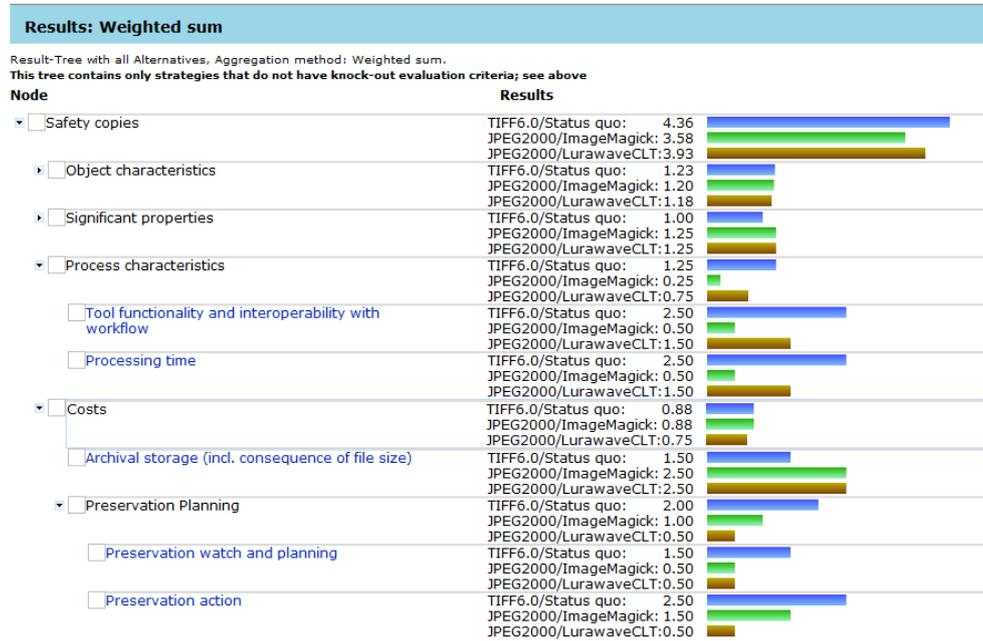 Results: Weighted sum
Result-Tree with all Alternatives, Aggregation method: Weighted sum.
This tree contains only strategies that do not have knock-out evaluation criteria; see above
Node Results
Safety copies TIFF6.0/Status quo: 4.36
JPEG2000/ImageMagick: 3.58
JPEG2000/LurawaveCLT:3.93
Object characteristics TIFF6.0/Status quo: 1.23
JPEG2000/ImageMagick: 1.20
JPEG2000/LurawaveCLT:1.18
Significant properties TIFF6.0/Status quo: 1.00
JPEG2000/ImageMagick: 1.25
JPEG2000/LurawaveCLT:1.25
Process characteristics TIFF6.0/Status quo: 1.25
JPEG2000/ImageMagick: 0.25
JPEG2000/LurawaveCLT:0.75
Tool functionality and interoperability with TIFF6.0/Status quo: 2.50
workflow JPEG2000/ImageMagick: 0.50
JPEG2000/LurawaveCLT:1.50
Processing time TIFF6.0/Status quo: 2.50
JPEG2000/ImageMagick: 0.50
JPEG2000/LurawaveCLT:1.50
Costs TIFF6.0/Status quo: 0.88
JPEG2000/ImageMagick: 0.88
JPEG2000/LurawaveCLT:0.75
Archival storage (incl. consequence of file size) TIFF6.0/Status quo: 1.50
JPEG2000/ImageMagick: 2.50
JPEG2000/LurawaveCLT:2.50
Preservation Planning TIFF6.0/Status quo: 2.00
JPEG2000/ImageMagick: 1.00
JPEG2000/LurawaveCLT:0.50
Preservation watch and planning TIFF6.0/Status quo: 1.50
JPEG2000/ImageMagick: 0.50
JPEG2000/LurawaveCLT:0.50
Preservation action TIFF6.0/Status quo: 2.50
JPEG2000/ImageMagick: 1.50
JPEG2000/LurawaveCLT:0.50